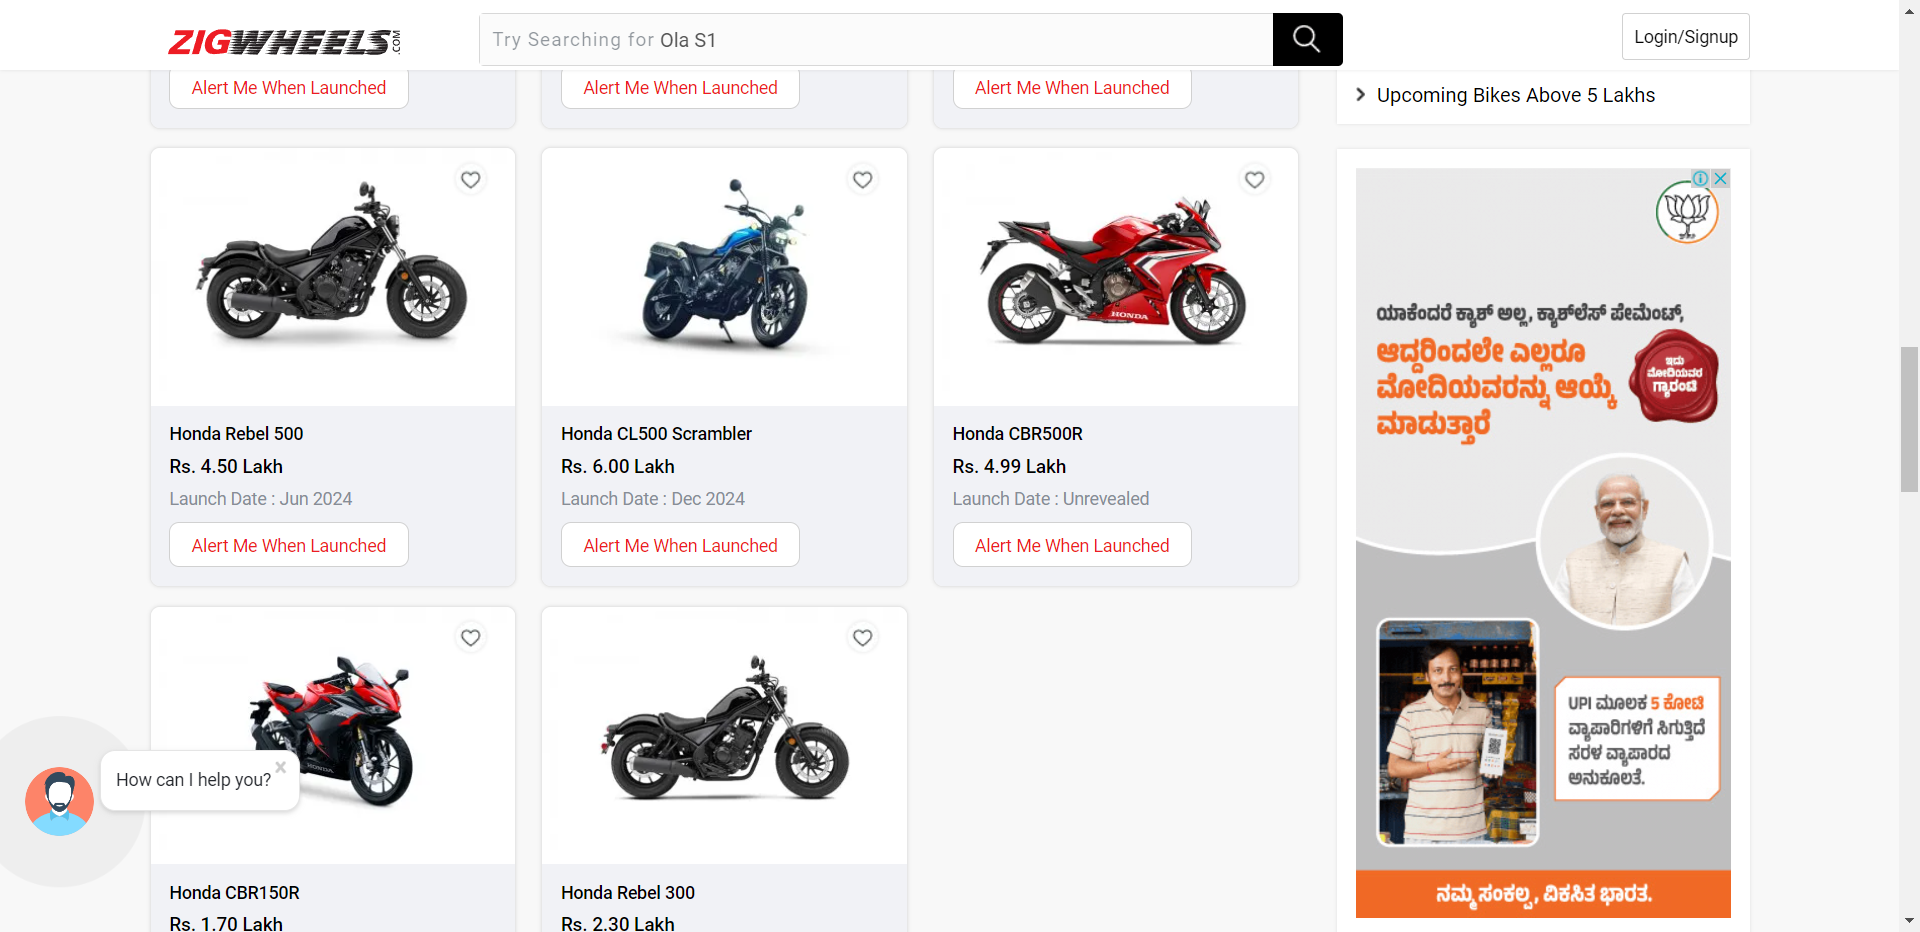 ZIGWHEELS.COM
Try Searching for Ola S1
Login/Signup
Alert Me When Launched
Alert Me When Launched
Alert Me When Launched
Upcoming Bikes Above 5 Lakhs
Honda Rebel 500
Rs. 4.50 Lakh
Launch Date : Jun 2024
Alert Me When Launched
Honda CL500 Scrambler
Rs. 6.00 Lakh
Launch Date : Dec 2024
Alert Me When Launched
HONDA
Honda CBR500R
Rs. 4.99 Lakh
Launch Date : Unrevealed
Alert Me When Launched
Honda CBR150R
Rs. 1.70 Lakh
Honda Rebel 300
Rs. 2.30 Lakh
How can I help you?
ಯಾಕೆಂದರೆ ಕ್ಯಾಶ್ ಅಲ್ಲ, ಕ್ಯಾಶ್‌ಲೆಸ್ ಪೇಮೆಂಟ್,
ಆದ್ದರಿಂದಲೇ ಎಲ್ಲರೂ
ಮೋದಿಯವರನ್ನು ಆಯ್ಕೆ
ಮಾಡುತ್ತಾರೆ
ಇದು
ಮೋದಿಯವರ
ಗ್ಯಾರಂಟಿ
UPI ಮೂಲಕ 5 ಕೋಟಿ
ವ್ಯಾಪಾರಿಗಳಿಗೆ ಸಿಗುತ್ತಿದೆ
ಸರಳ ವ್ಯಾಪಾರದ
ಅನುಕೂಲತೆ.
ನಮ್ಮ ಸಂಕಲ್ಪ, ವಿಕಸಿತ ಭಾರತ.